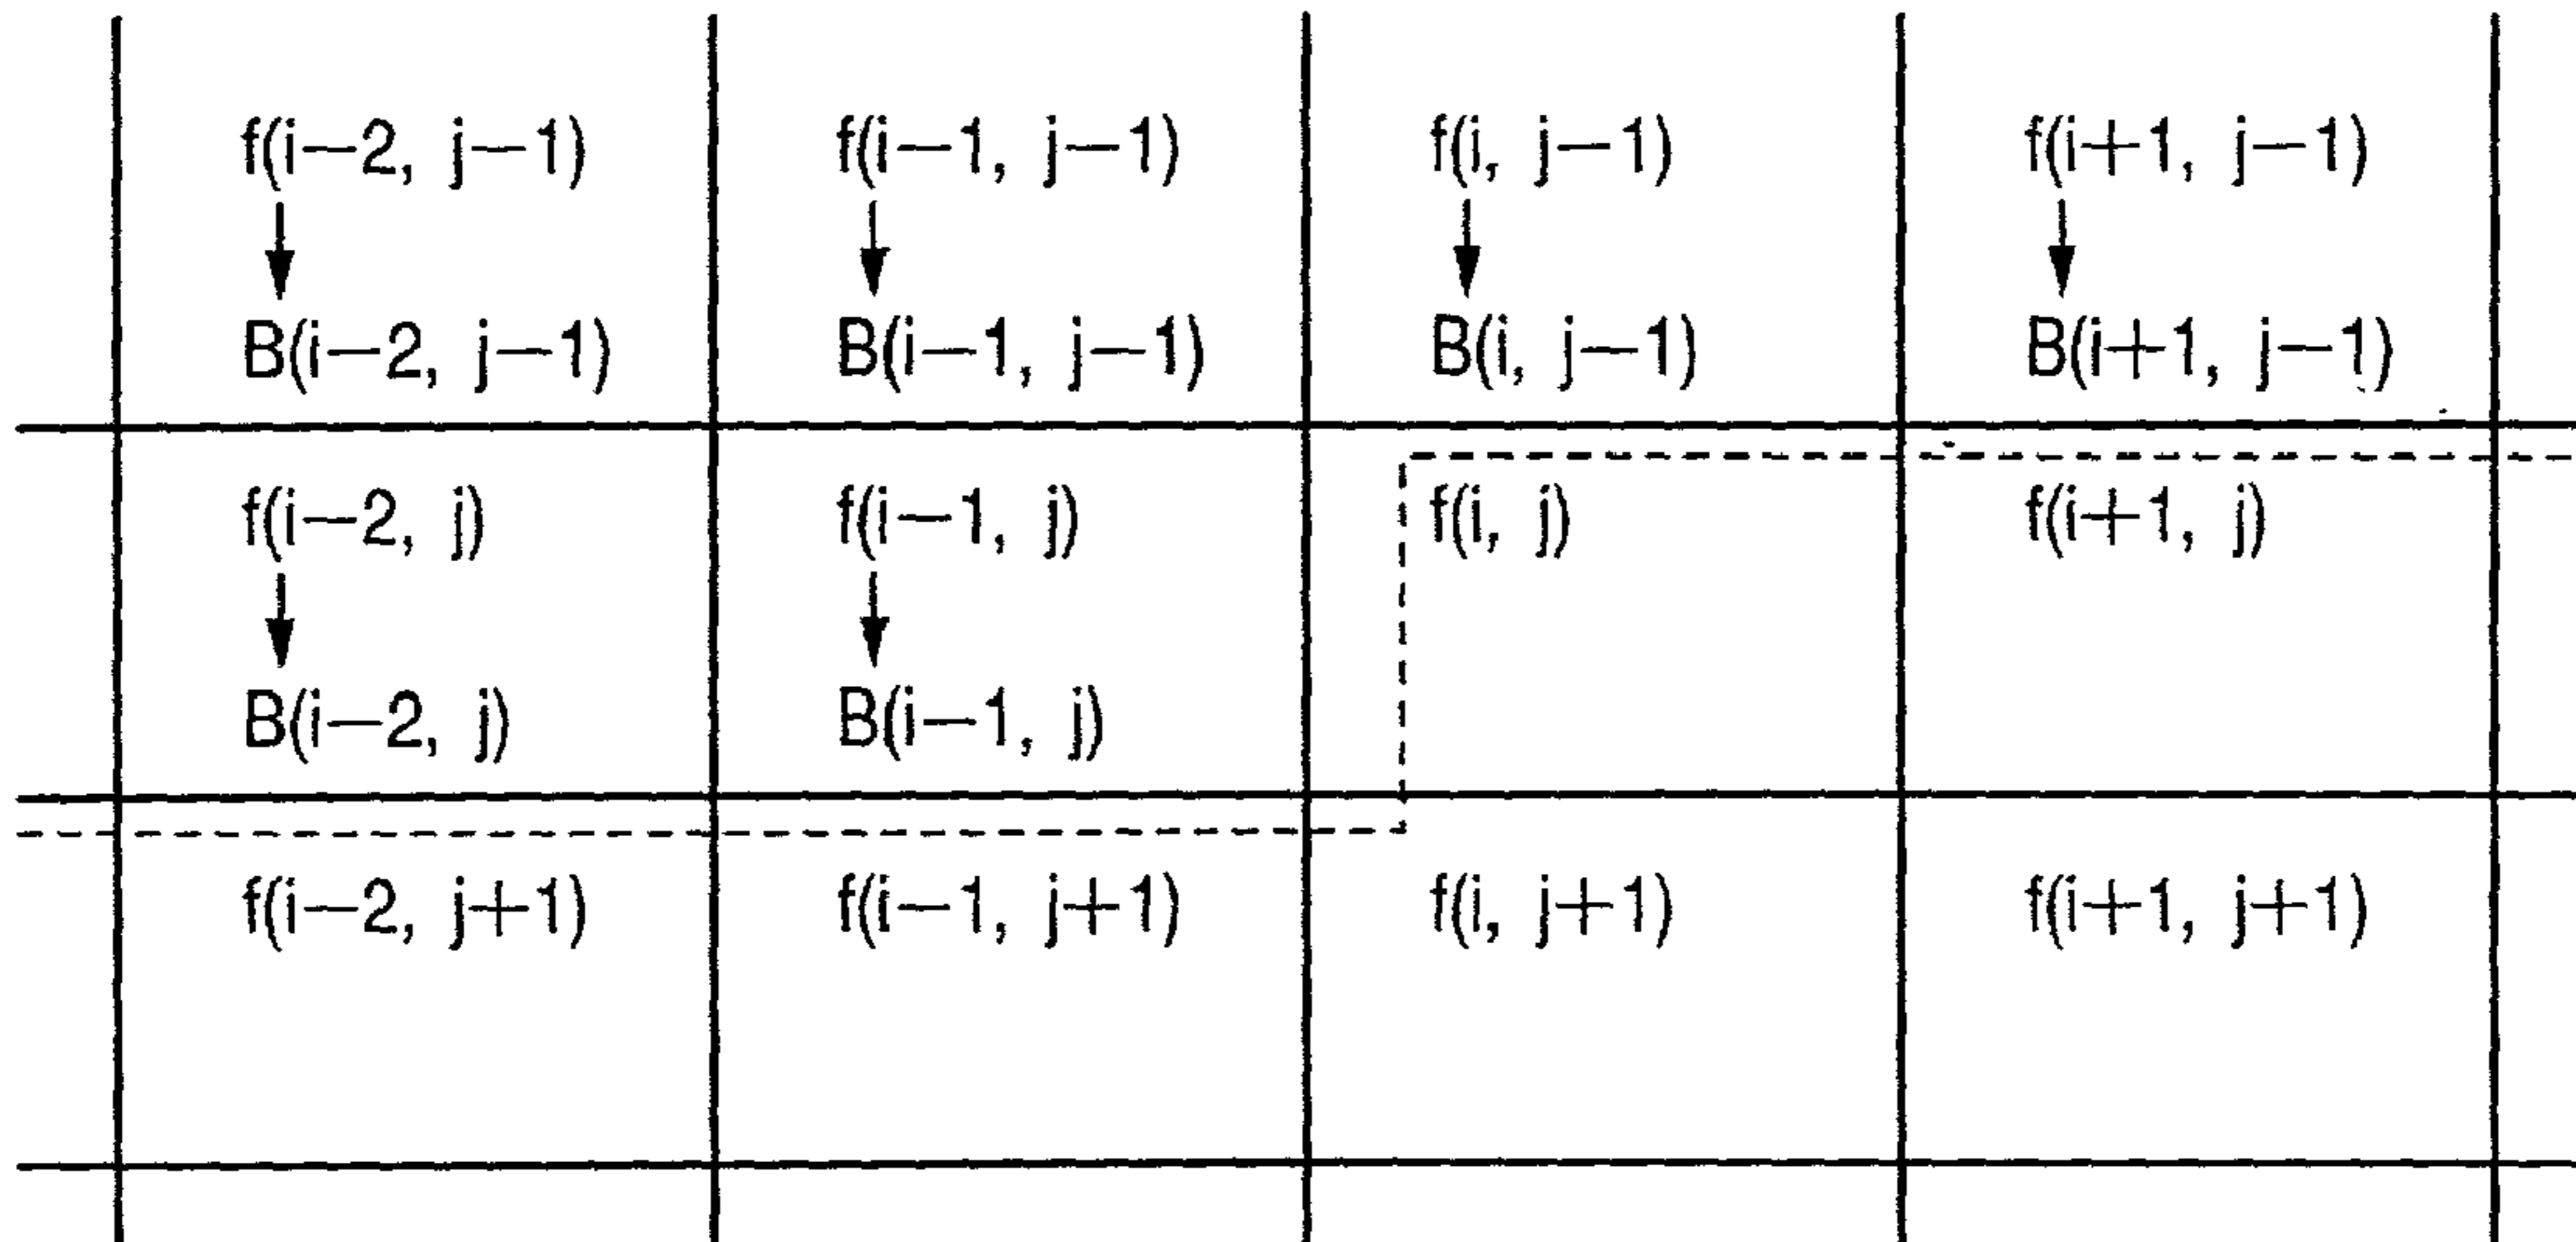 f(i−2, j−1) f(i−1, j−1) f(i, j−1) f(i+1, j−1)
B(i−2, j−1) B(i−1, j−1) B(i, j−1) B(i+1, j−1)
f(i−2, j) f(i−1, j) f(i, j) f(i+1, j)
B(i−2, j) B(i−1, j)
f(i−2, j+1) f(i−1, j+1) f(i, j+1) f(i+1, j+1)